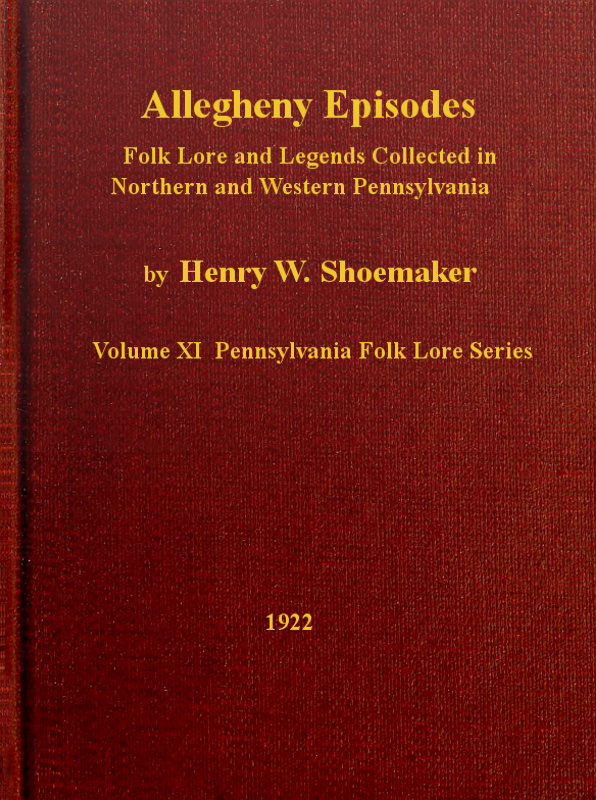 Allegheny Episodes
Folk Lore and Legends Collected in
Northern and Western Pennsylvania
by Henry W. Shoemaker
Volume XI Pennsylvania Folk Lore Series
1922